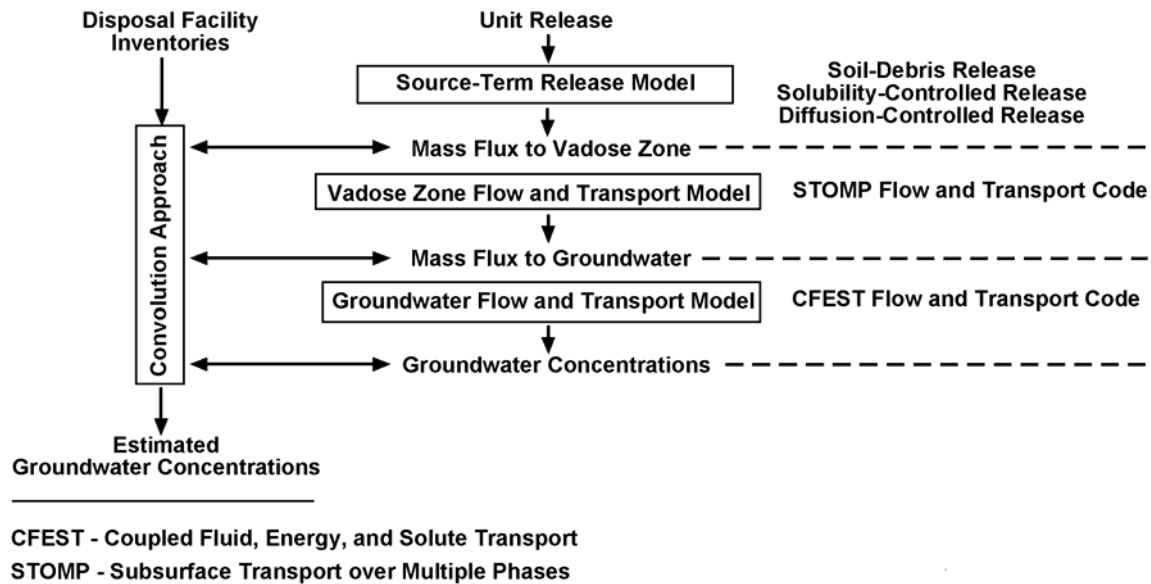 Disposal Facility
Inventories
Unit Release
Source-Term Release Model
Soil-Debris Release
Solubility-Controlled Release
Diffusion-Controlled Release
Convolution Approach
Mass Flux to Vadose Zone
Vadose Zone Flow and Transport Model
STOMP Flow and Transport Code
Mass Flux to Groundwater
Groundwater Flow and Transport Model
CFEST Flow and Transport Code
Groundwater Concentrations
Estimated
Groundwater Concentrations
CFEST - Coupled Fluid, Energy, and Solute Transport
STOMP - Subsurface Transport over Multiple Phases